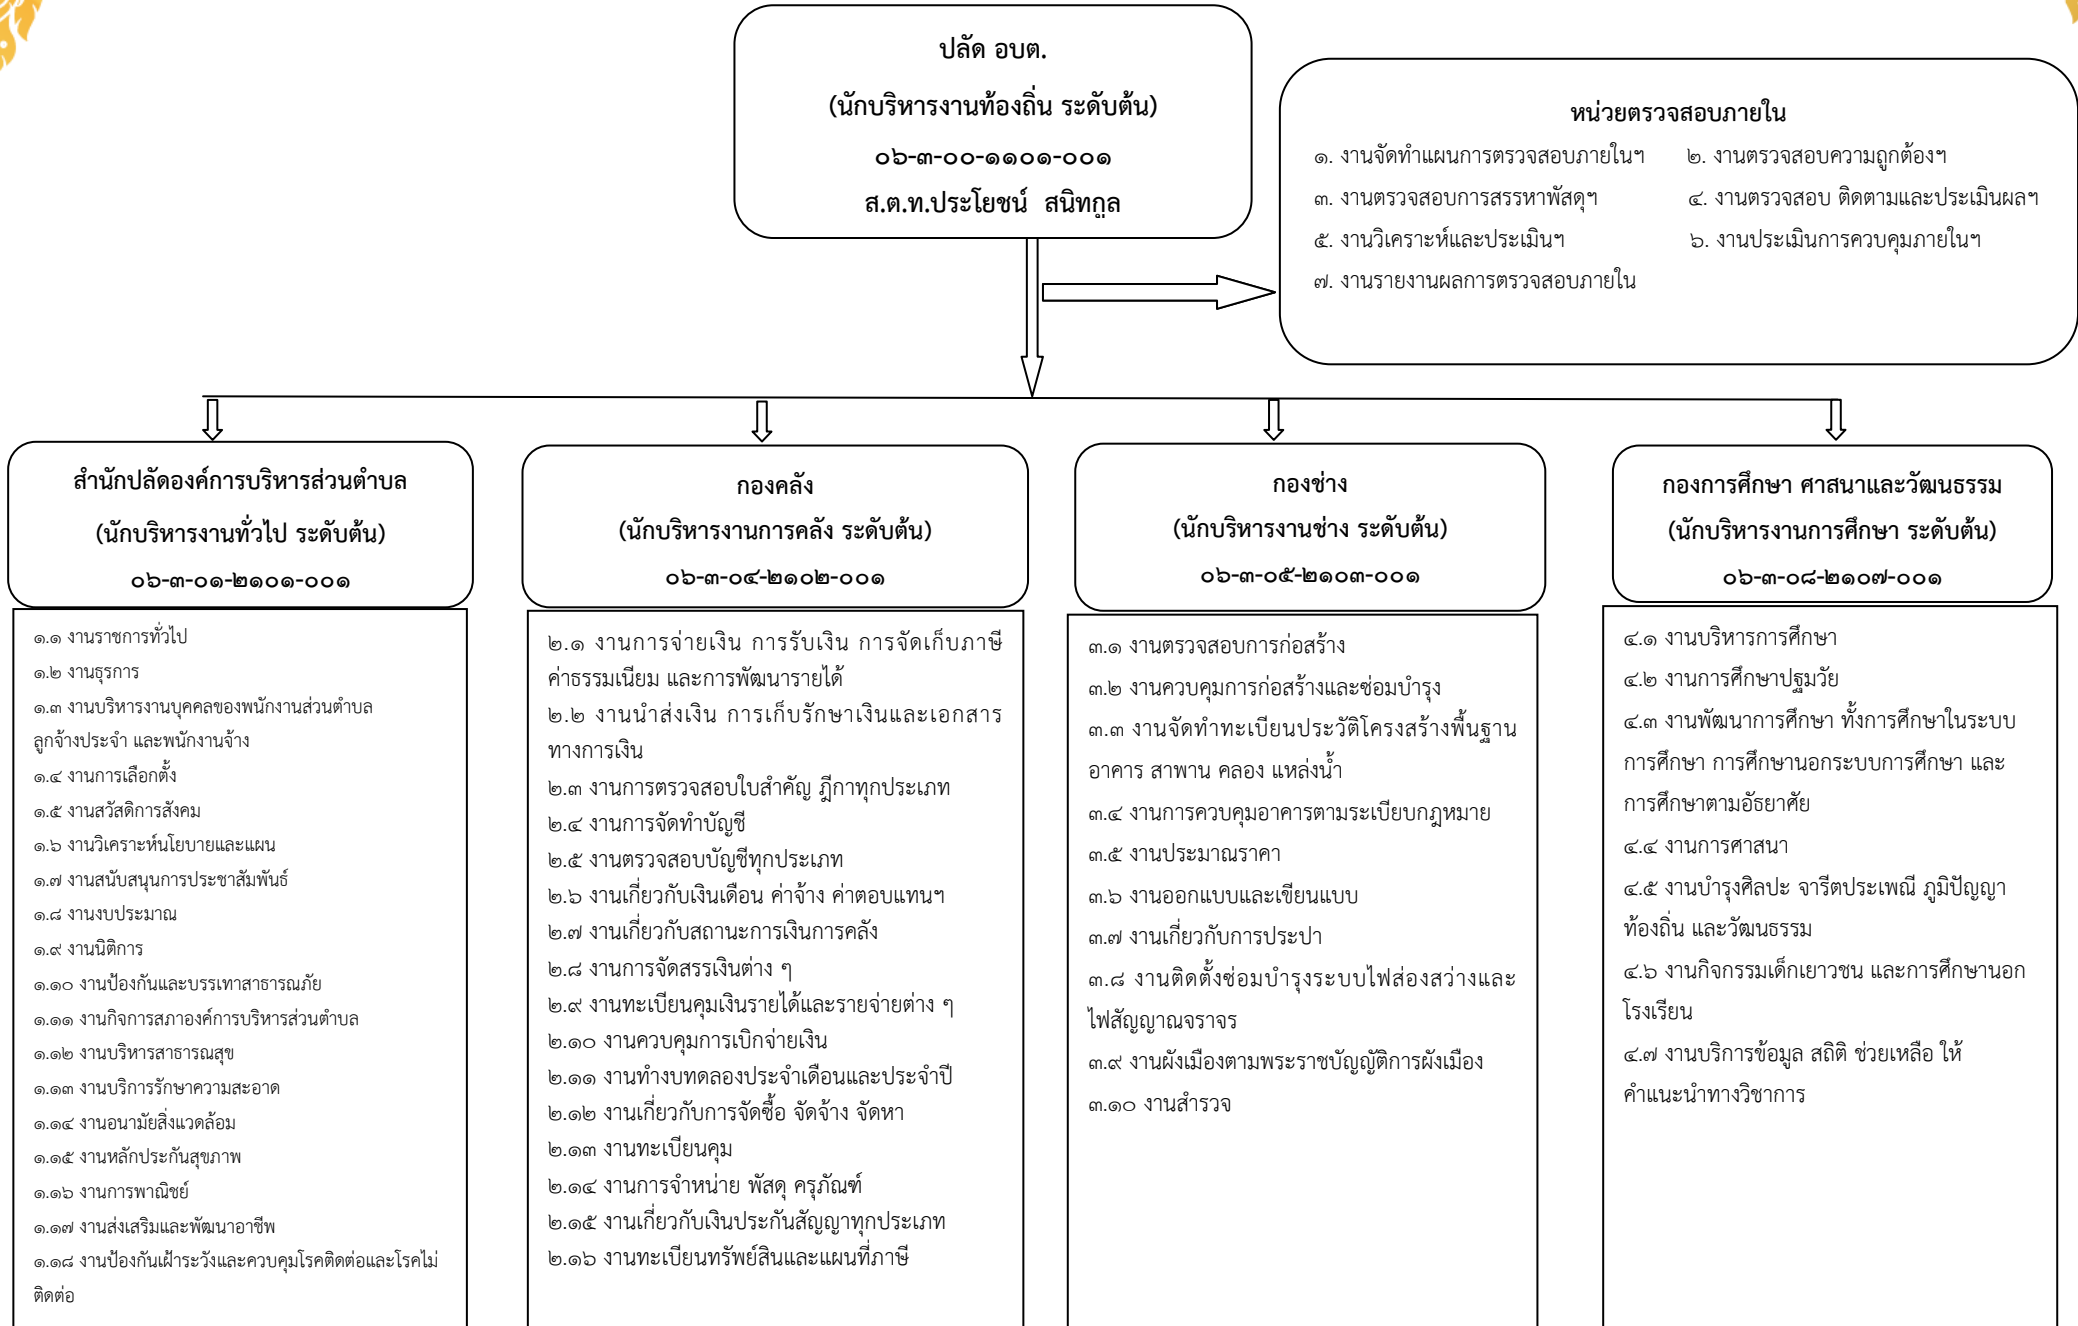 ปลัด อบต.
(นักบริหารงานท้องถิ่น ระดับต้น)
๐๖-๓-๐๐-๑๑๐๑-๐๐๑
ส.ต.ท.ประโยชน์ สนิทกูล
หน่วยตรวจสอบภายใน
๑. งานจัดทำแผนการตรวจสอบภายในฯ ๒. งานตรวจสอบความถูกต้องฯ
๓. งานตรวจสอบการสรรหาพัสดุฯ ๔. งานตรวจสอบ ติดตามและประเมินผลฯ
๕. งานวิเคราะห์และประเมินฯ ๖. งานประเมินการควบคุมภายในฯ
๗. งานรายงานผลการตรวจสอบภายใน
สำนักปลัดองค์การบริหารส่วนตำบล
(นักบริหารงานทั่วไป ระดับต้น)
๐๖-๓-๐๑-๒๑๐๑-๐๐๑
๑.๑ งานราชการทั่วไป
๑.๒ งานธุรการ
๑.๓ งานบริหารงานบุคคลของพนักงานส่วนตำบล
ลูกจ้างประจำ และพนักงานจ้าง
๑.๔ งานการเลือกตั้ง
๑.๕ งานสวัสดิการสังคม
๑.๖ งานวิเคราะห์นโยบายและแผน
๑.๗ งานสนับสนุนการประชาสัมพันธ์
๑.๘ งานงบประมาณ
๑.๙ งานนิติการ
๑.๑๐ งานป้องกันและบรรเทาสาธารณภัย
๑.๑๑ งานกิจการสภาองค์การบริหารส่วนตำบล
๑.๑๒ งานบริหารสาธารณสุข
๑.๑๓ งานบริการรักษาความสะอาด
๑.๑๔ งานอนามัยสิ่งแวดล้อม
๑.๑๕ งานหลักประกันสุขภาพ
๑.๑๖ งานการพาณิชย์
๑.๑๗ งานส่งเสริมและพัฒนาอาชีพ
๑.๑๘ งานป้องกันเฝ้าระวังและควบคุมโรคติดต่อและโรคไม่
ติดต่อ
กองคลัง
(นักบริหารงานการคลัง ระดับต้น)
๐๖-๓-๐๔-๒๑๐๒-๐๐๑
๒.๑ งานการจ่ายเงิน การรับเงิน การจัดเก็บภาษี
ค่าธรรมเนียม และการพัฒนารายได้
๒.๒ งานนำส่งเงิน การเก็บรักษาเงินและเอกสาร
ทางการเงิน
๒.๓ งานการตรวจสอบใบสำคัญ ฎีกาทุกประเภท
๒.๔ งานการจัดทำบัญชี
๒.๕ งานตรวจสอบบัญชีทุกประเภท
๒.๖ งานเกี่ยวกับเงินเดือน ค่าจ้าง ค่าตอบแทนฯ
๒.๗ งานเกี่ยวกับสถานะการเงินการคลัง
๒.๘ งานการจัดสรรเงินต่าง ๆ
๒.๙ งานทะเบียนคุมเงินรายได้และรายจ่ายต่าง ๆ
๒.๑๐ งานควบคุมการเบิกจ่ายเงิน
๒.๑๑ งานทำงบทดลองประจำเดือนและประจำปี
๒.๑๒ งานเกี่ยวกับการจัดซื้อ จัดจ้าง จัดหา
๒.๑๓ งานทะเบียนคุม
๒.๑๔ งานการจำหน่าย พัสดุ ครุภัณฑ์
๒.๑๕ งานเกี่ยวกับเงินประกันสัญญาทุกประเภท
๒.๑๖ งานทะเบียนทรัพย์สินและแผนที่ภาษี
กองช่าง
(นักบริหารงานช่าง ระดับต้น)
๐๖-๓-๐๕-๒๑๐๓-๐๐๑
๓.๑ งานตรวจสอบการก่อสร้าง
๓.๒ งานควบคุมการก่อสร้างและซ่อมบำรุง
๓.๓ งานจัดทำทะเบียนประวัติโครงสร้างพื้นฐาน
อาคาร สาพาน คลอง แหล่งน้ำ
๓.๔ งานการควบคุมอาคารตามระเบียบกฎหมาย
๓.๕ งานประมาณราคา
๓.๖ งานออกแบบและเขียนแบบ
๓.๗ งานเกี่ยวกับการประปา
๓.๘ งานติดตั้งซ่อมบำรุงระบบไฟส่องสว่างและ
ไฟสัญญาณจราจร
๓.๙ งานผังเมืองตามพระราชบัญญัติการผังเมือง
๓.๑๐ งานสำรวจ
กองการศึกษา ศาสนาและวัฒนธรรม
(นักบริหารงานการศึกษา ระดับต้น)
๐๖-๓-๐๘-๒๑๐๗-๐๐๑
๔.๑ งานบริหารการศึกษา
๔.๒ งานการศึกษาปฐมวัย
๔.๓ งานพัฒนาการศึกษา ทั้งการศึกษาในระบบ
การศึกษา การศึกษานอกระบบการศึกษา และ
การศึกษาตามอัธยาศัย
๔.๔ งานการศาสนา
๔.๕ งานบำรุงศิลปะ จารีตประเพณี ภูมิปัญญา
ท้องถิ่น และวัฒนธรรม
๔.๖ งานกิจกรรมเด็กเยาวชน และการศึกษานอก
โรงเรียน
๔.๗ งานบริการข้อมูล สถิติ ช่วยเหลือ ให้
คำแนะนำทางวิชาการ